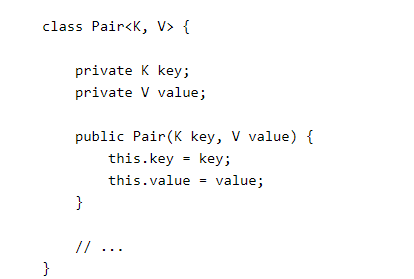 class Pair<K, V> {
private K key;
private V value;
public Pair(K key, V value) {
this.key = key;
this.value = value;
}
// ...
}